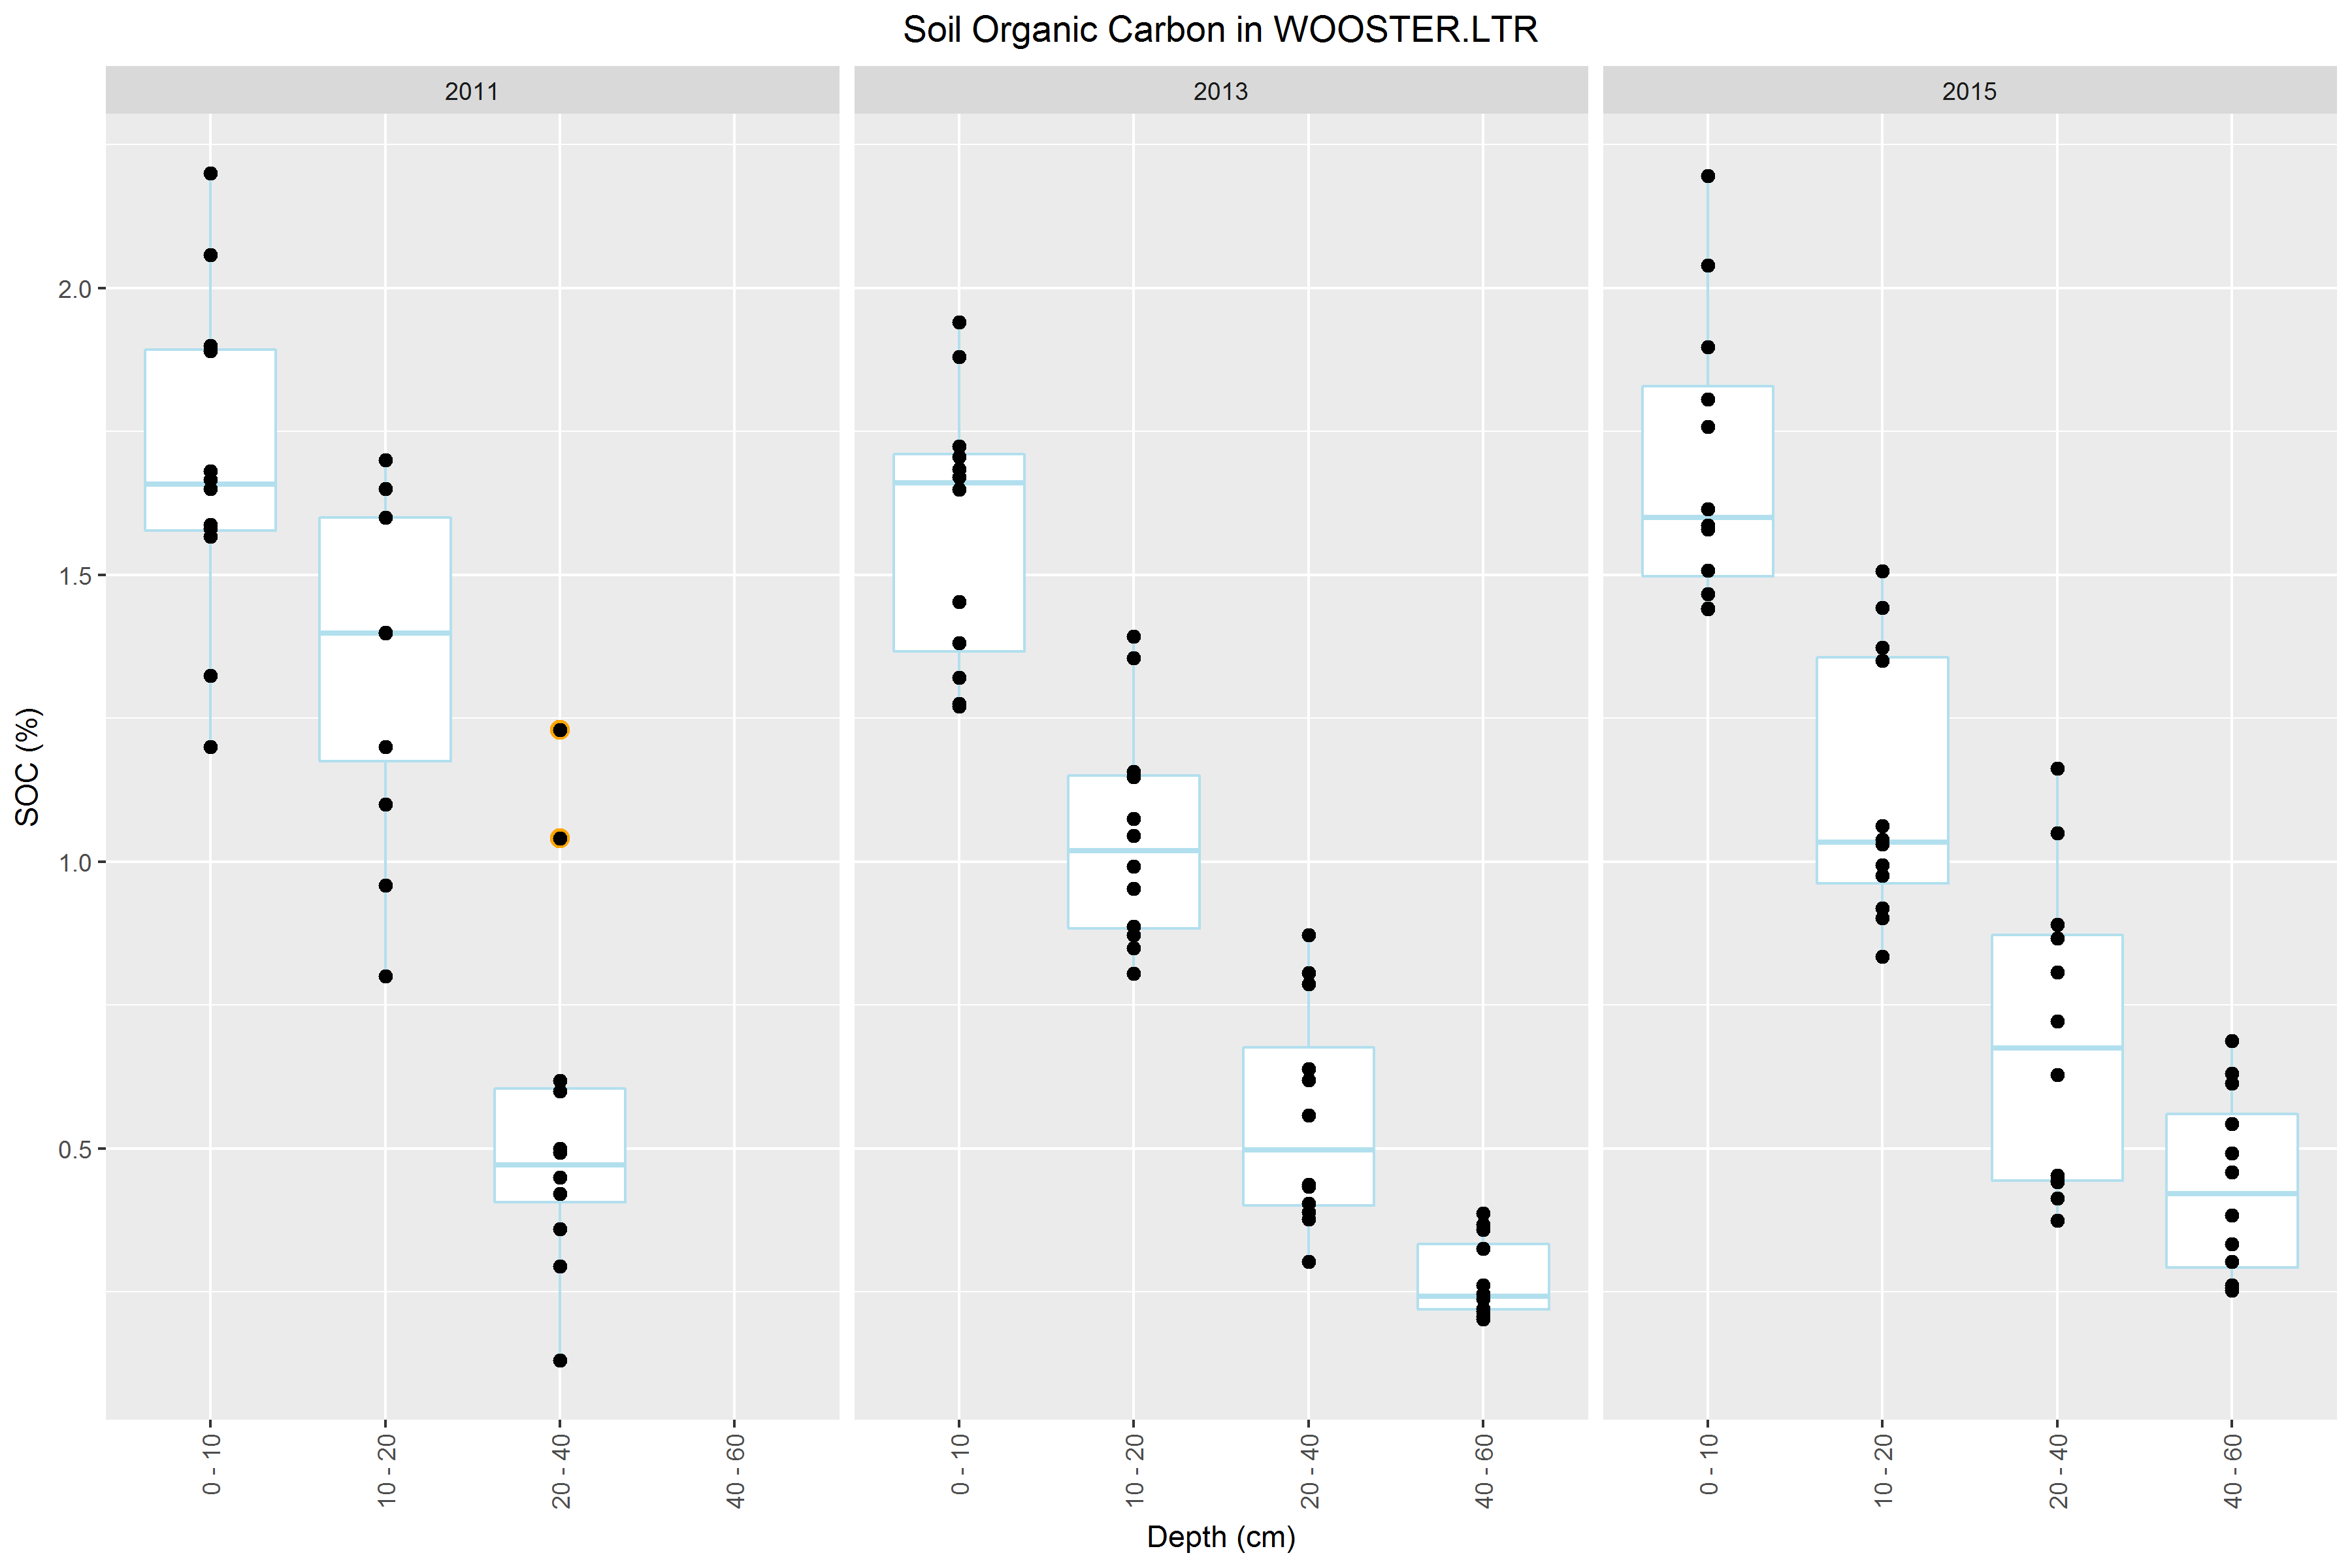 Soil Organic Carbon in WOOSTER.LTR
2011 2013 2015
SOC (%)
2.0
1.5
1.0
0.5
0 - 10 10 - 20 20 - 40 40 - 60 0 - 10 10 - 20 20 - 40 40 - 60 0 - 10 10 - 20 20 - 40 40 - 60
Depth (cm)